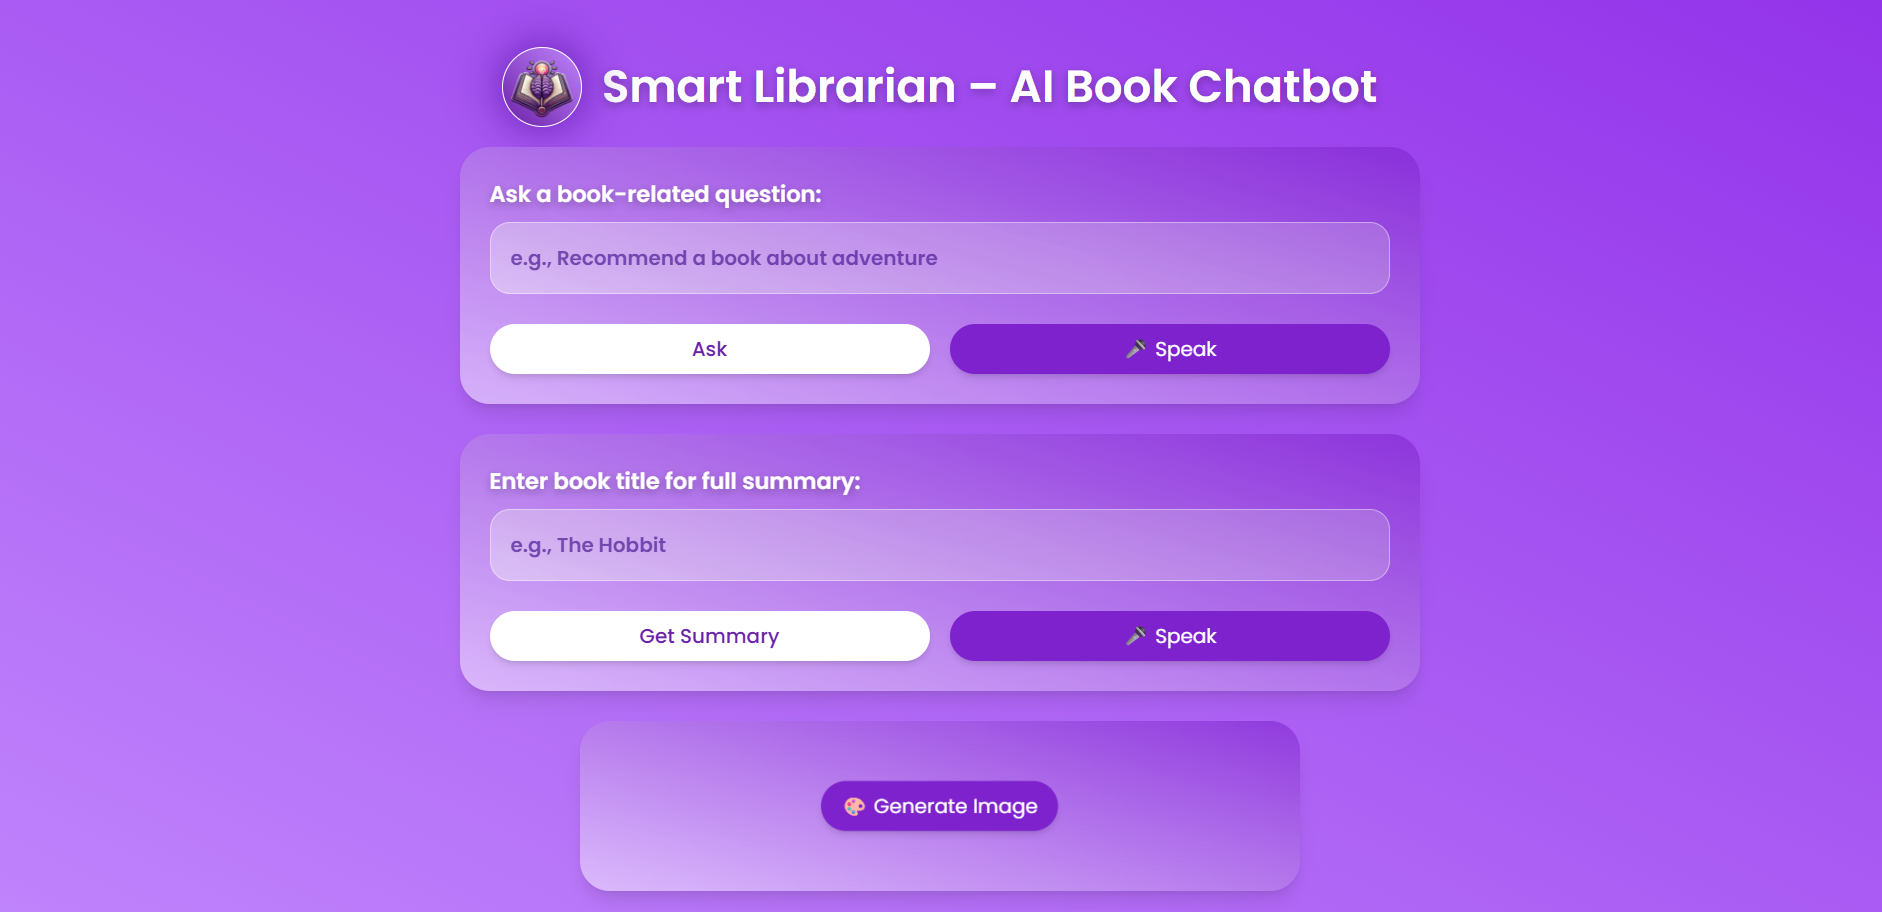 Smart Librarian – AI Book Chatbot
Ask a book-related question:
e.g., Recommend a book about adventure
Ask
Speak
Enter book title for full summary:
e.g., The Hobbit
Get Summary
Speak
Generate Image